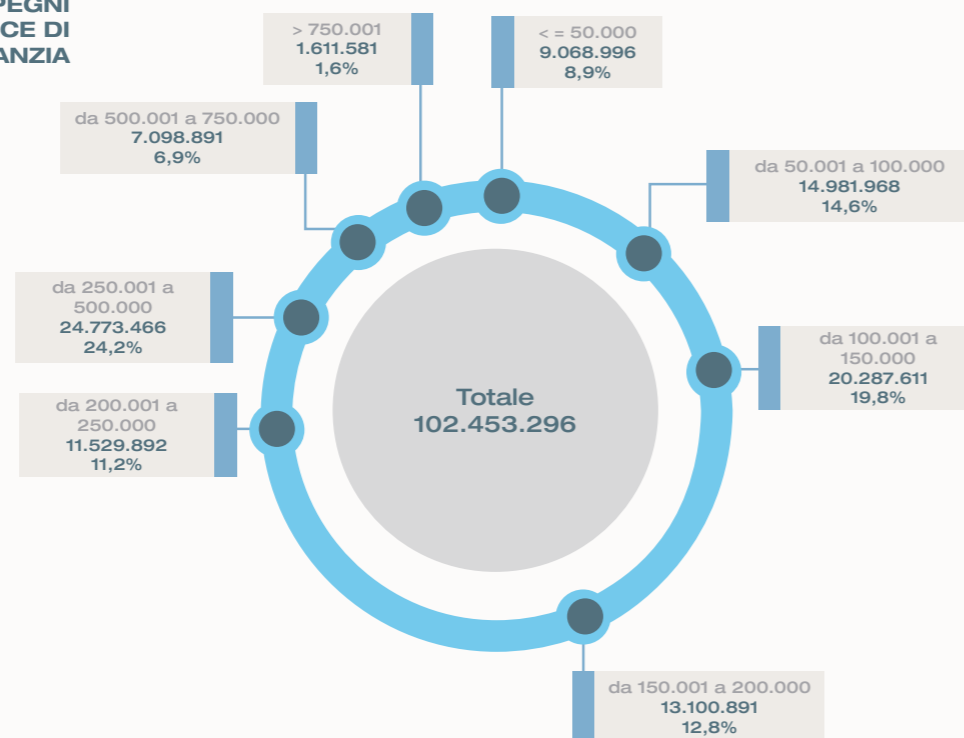 CE DI
ANZIA
> 750.001
1.611.581
1,6%
< = 50.000
9.068.996
8,9%
da 500.001 a 750.000
7.098.891
6,9%
da 50.001 a 100.000
14.981.968
14,6%
da 250.001 a
500.000
24.773.466
24,2%
da 100.001 a
150.000
20.287.611
19,8%
Totale
102.453.296
da 200.001 a
250.000
11.529.892
11,2%
da 150.001 a 200.000
13.100.891
12,8%